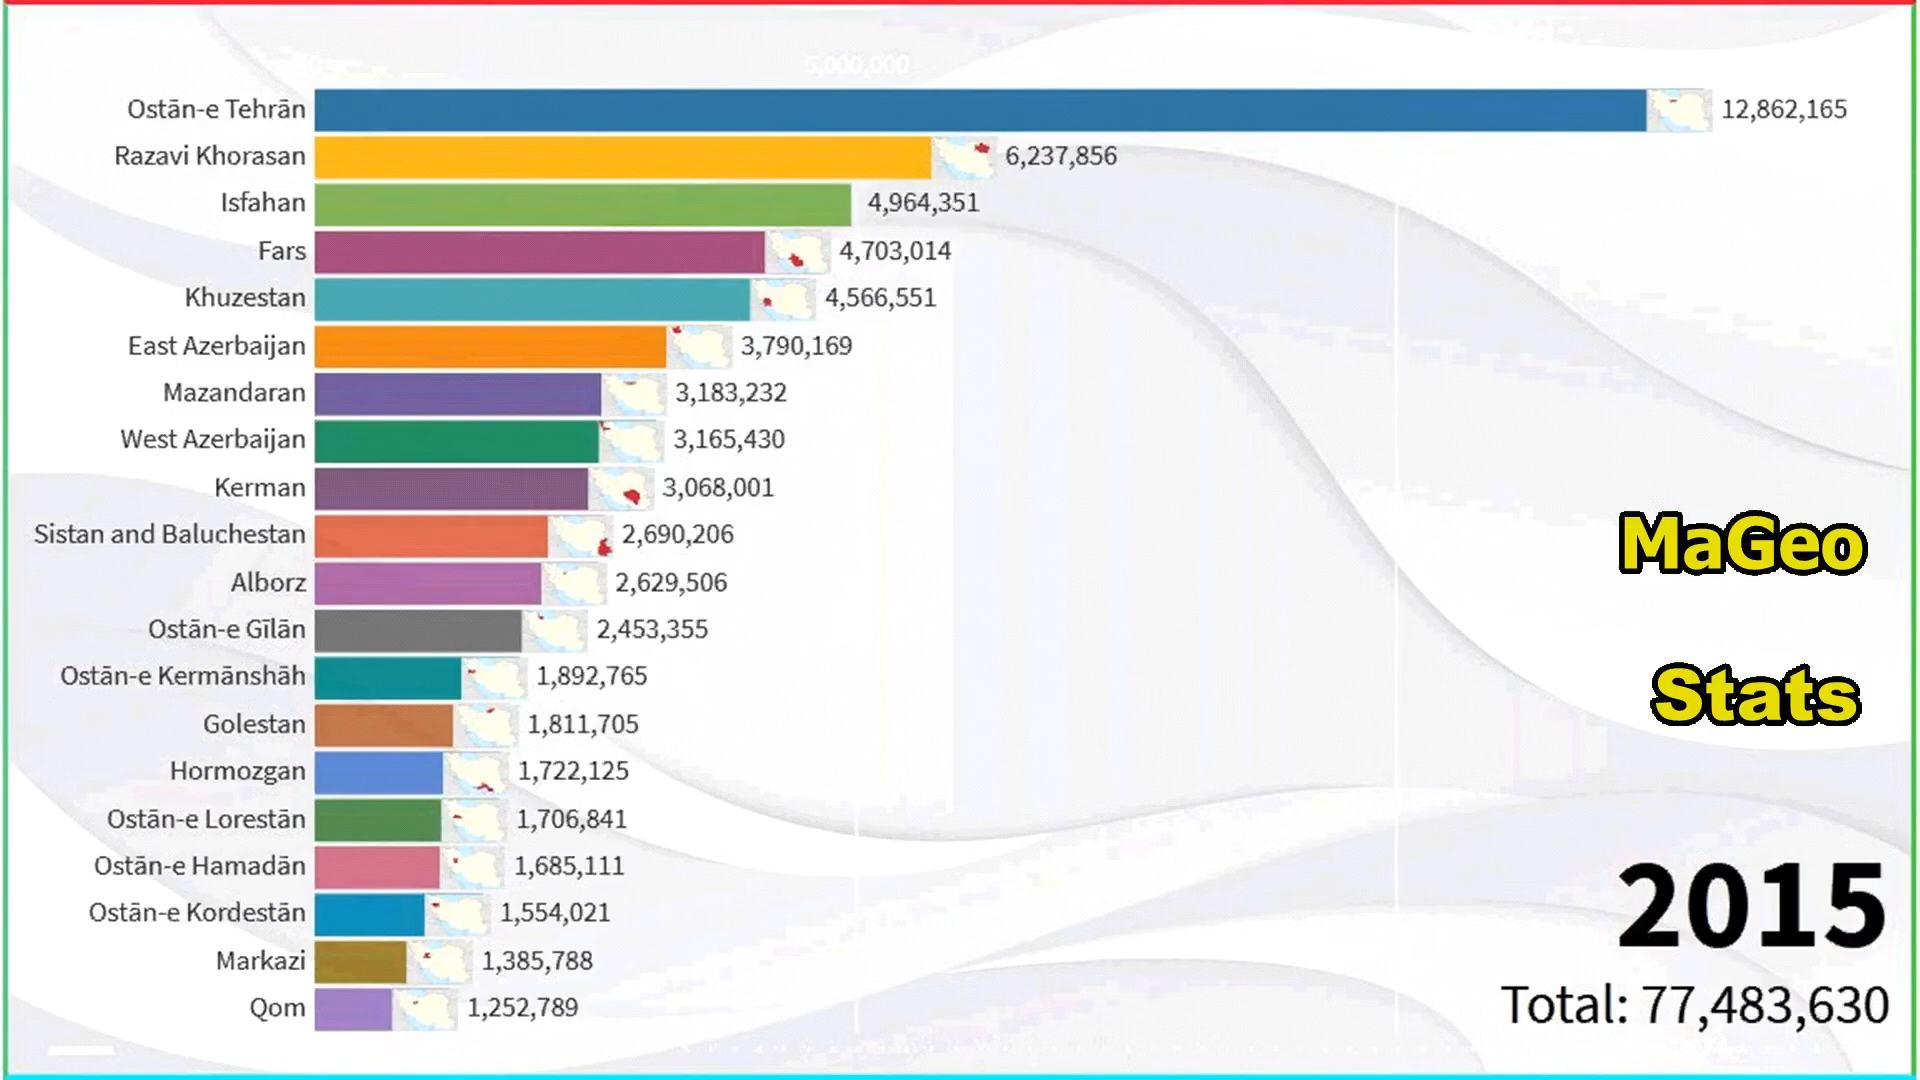 5,000,000
Ostān-e Tehrān 12,862,165
Razavi Khorasan 6,237,856
Isfahan 4,964,351
Fars 4,703,014
Khuzestan 4,566,551
East Azerbaijan 3,790,169
Mazandaran 3,183,232
West Azerbaijan 3,165,430
Kerman 3,068,001
Sistan and Baluchestan 2,690,206
Alborz 2,629,506
Ostān-e Gīlān 2,453,355
Ostān-e Kermānshāh 1,892,765
Golestan 1,811,705
Hormozgan 1,722,125
Ostān-e Lorestān 1,706,841
Ostān-e Hamadān 1,685,111
Ostān-e Kordestān 1,554,021
Markazi 1,385,788
Qom 1,252,789
MaGeo
Stats
2015
Total: 77,483,630